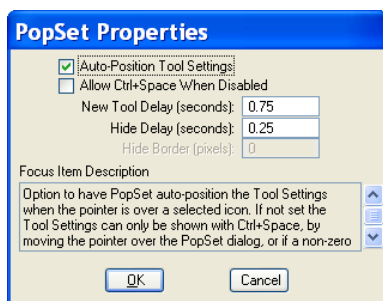 PopSet Properties
Auto-Position Tool Settings
Allow Ctrl+Space When Disabled
New Tool Delay (seconds): 0.75
Hide Delay (seconds): 0.25
Hide Border (pixels): 0
Focus Item Description
Option to have PopSet auto-position the Tool Settings
when the pointer is over a selected icon. If not set the
Tool Settings can only be shown with Ctrl+Space, by
moving the pointer over the PopSet dialog, or if a non-zero
OK Cancel